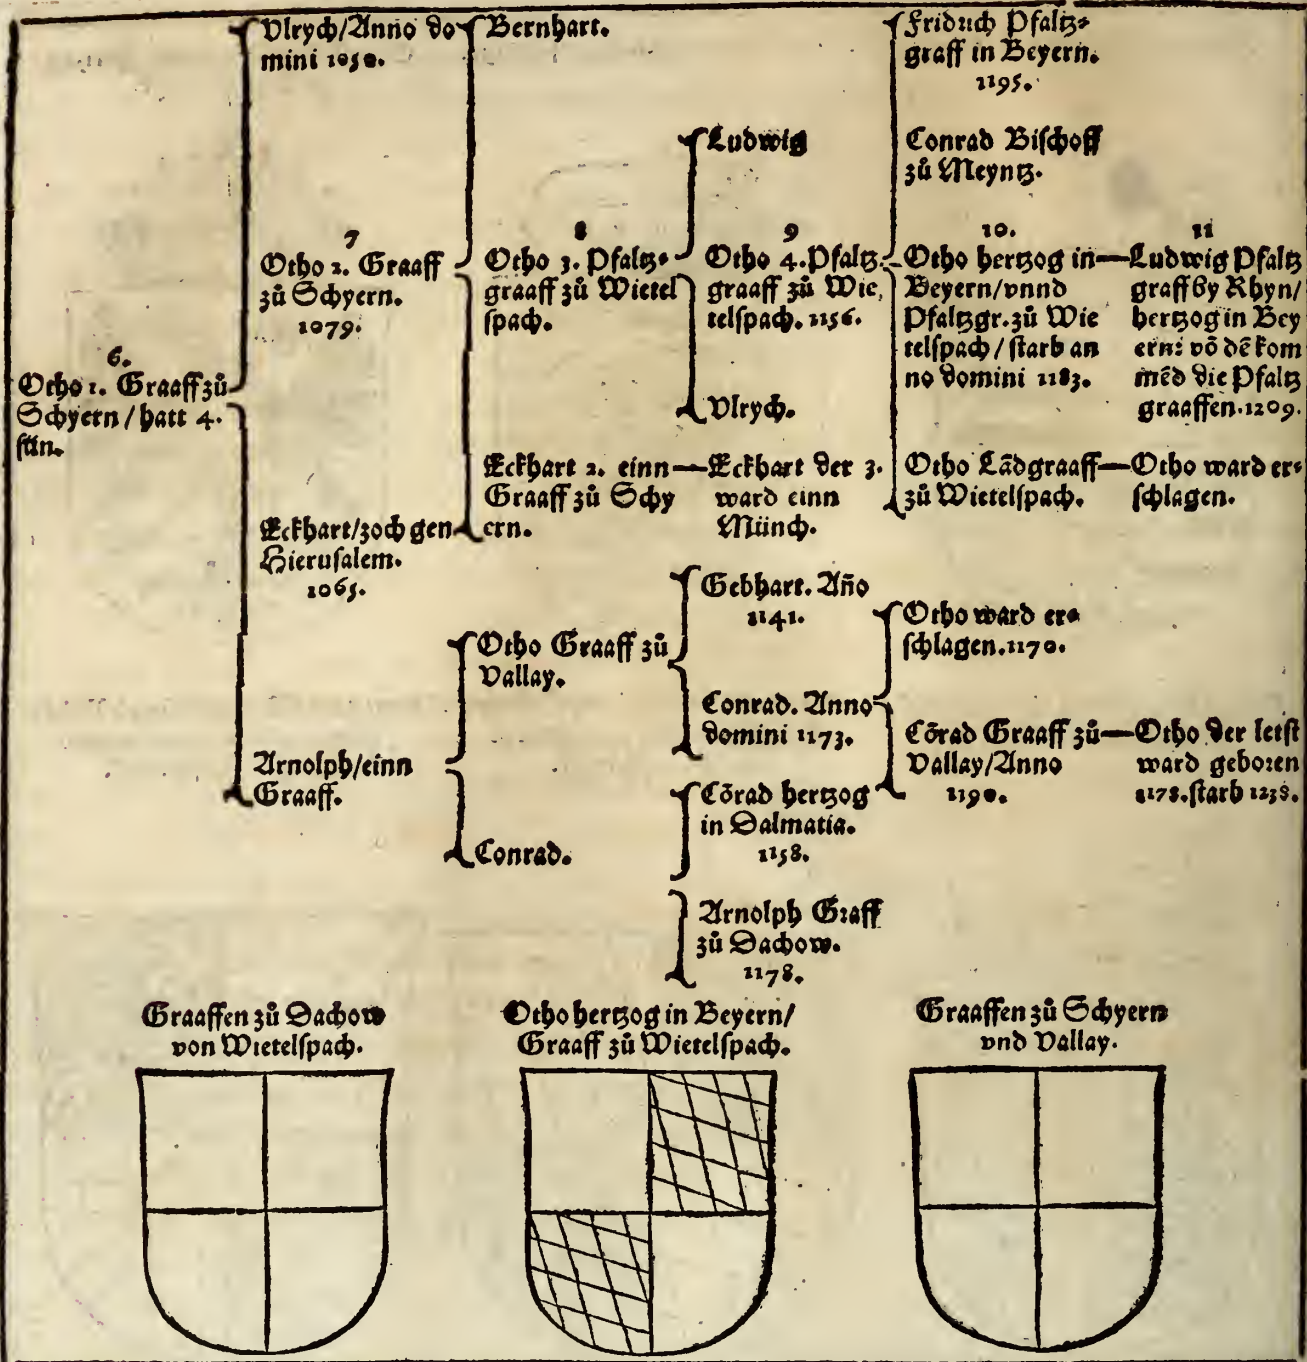 Vlrych/Anno do
mini 1050.
Bernhart.
Fridrich Pfaltz-
graff in Beyern.
1195.
Ludwig
Conrad Bischoff
zů Meyntz.
7
Otho 2. Graaff
zů Schyern.
1079.
8
Otho 3. Pfaltz-
graaff zů Wietel
spach.
9
Otho 4. Pfaltz-
graaff zů Wie,
telspach. 1156.
10.
Otho hertzog in
Beyern/vnnd
Pfaltzgr. zů Wie
telspach/starb an
no domini 1183.
11
Ludwig Pfaltz
graff by Rhyn/
hertzog in Bey
ern: võ dẽ kom
mẽd die Pfaltz
graaffen. 1209.
6.
Otho 1. Graaff zů
Schyern/hatt 4.
sün.
Vlrych.
Eckhart 2. einn
Graaff zů Schy
ern.
Eckhart der 3.
ward einn
Münch.
Otho Lãdgraaff
zů Wietelspach.
Otho ward er-
schlagen.
Eckhart/zoch gen
Hierusalem.
1065.
Gebhart. Año
1141.
Otho ward er-
schlagen. 1170.
Otho Graaff zů
Vallay.
Conrad. Anno
domini 1173.
Cõrad Graaff zů
Vallay/Anno
1190.
Otho der letst
ward geboren
1178. starb 1238.
Arnolph/einn
Graaff.
Cõrad hertzog
in Dalmatia.
1158.
Conrad.
Arnolph Graff
zů Dachow.
1178.
Graaffen zů Dachow
von Wietelspach.
Otho hertzog in Beyern/
Graaff zů Wietelspach.
Graaffen zů Schyern
vnd Vallay.